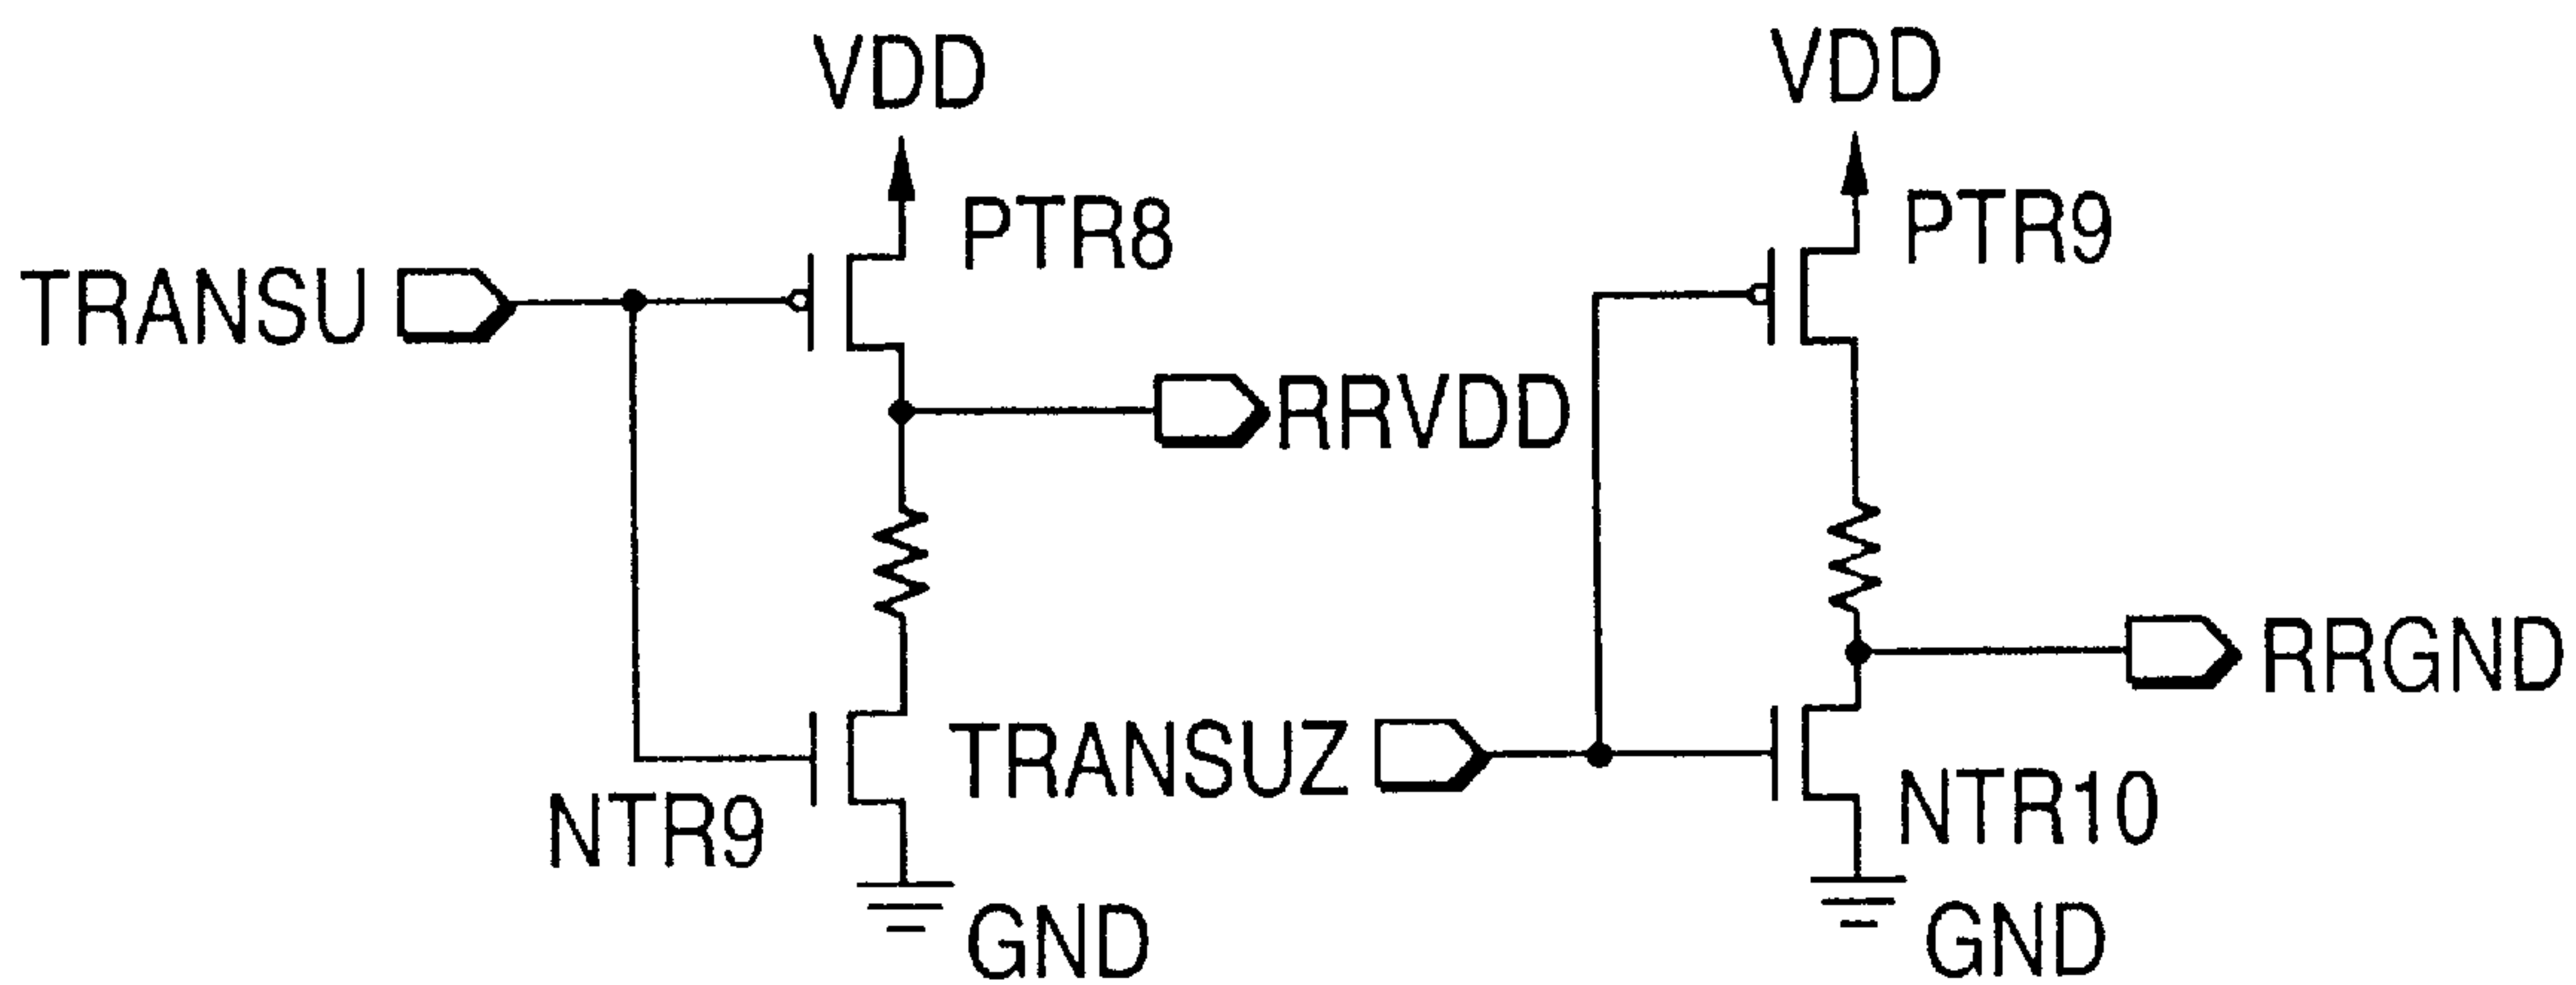 VDD
VDD
PTR8
PTR9
TRANSU
RRVDD
RRGND
TRANSUZ
NTR9
NTR10
GND
GND